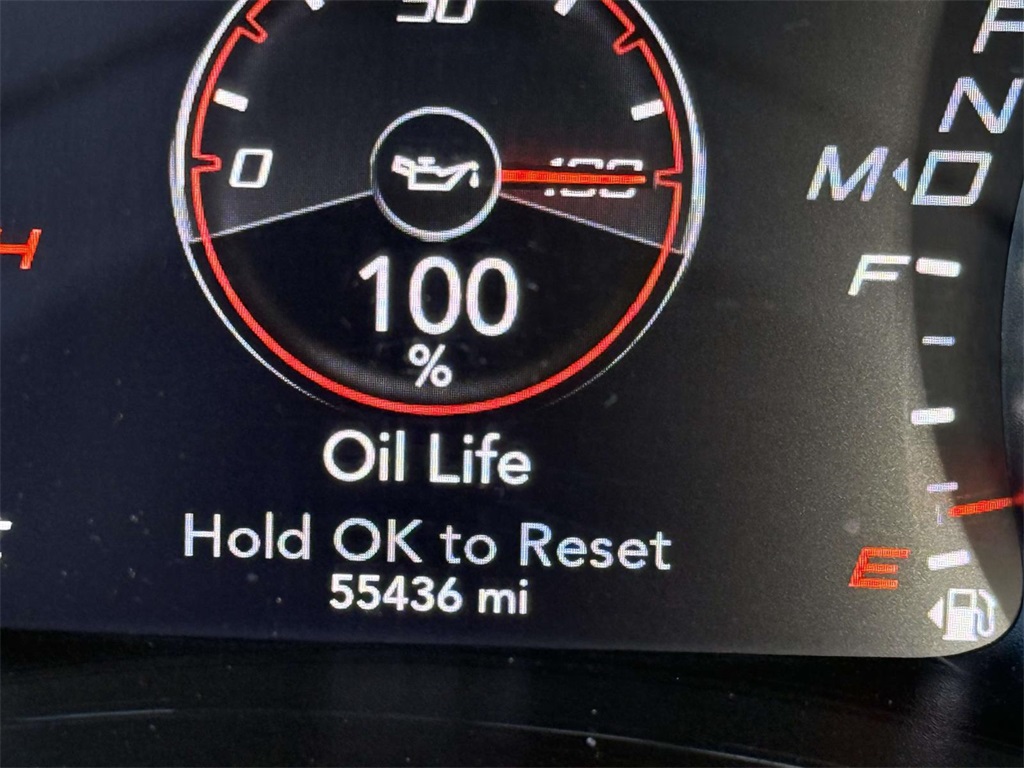 50
N
0
100
M D
H
F
100
%
Oil Life
Hold OK to Reset
55436 mi
E